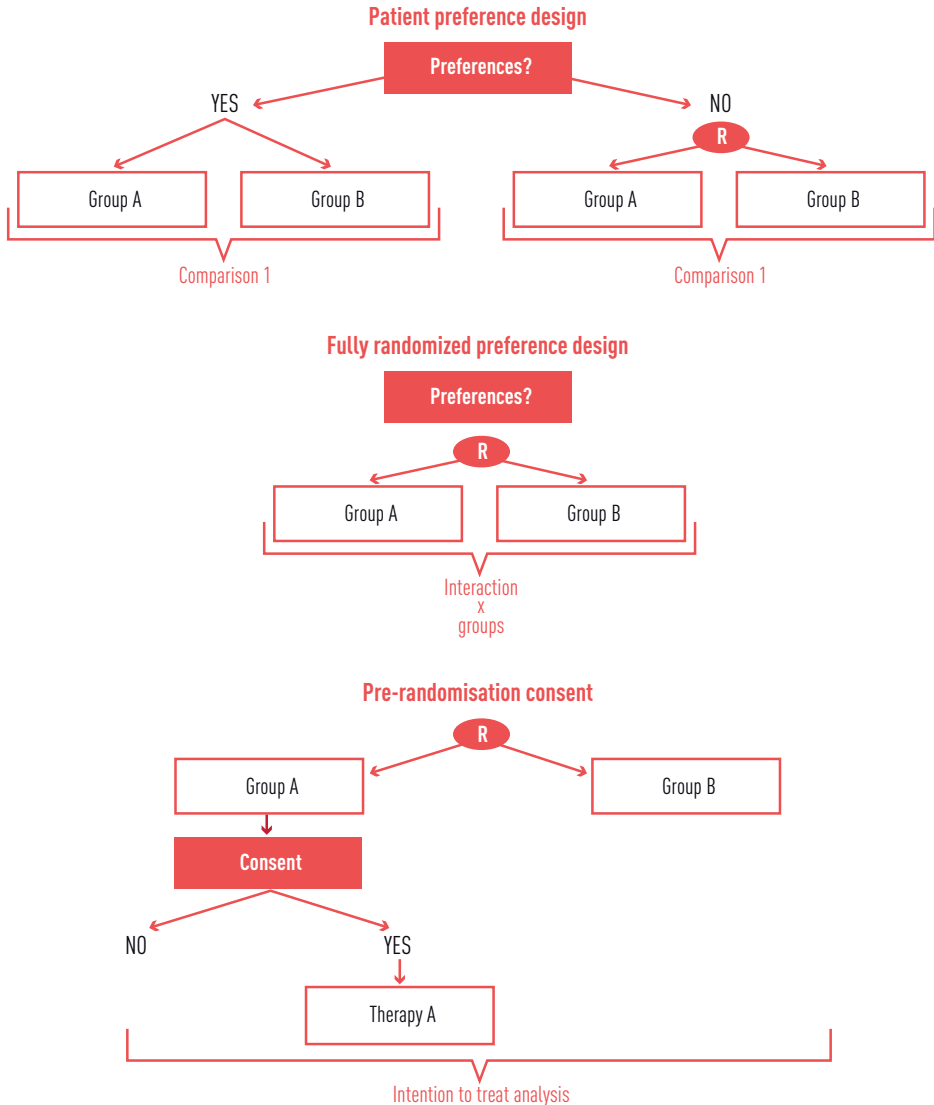 Patient preference design
Preferences?
YES
NO
R
Group A
Group B
Group A
Group B
Comparison 1
Comparison 1
Fully randomized preference design
Preferences?
R
Group A
Group B
Interaction
x
groups
Pre-randomisation consent
R
Group A
Group B
Consent
NO
YES
Therapy A
Intention to treat analysis